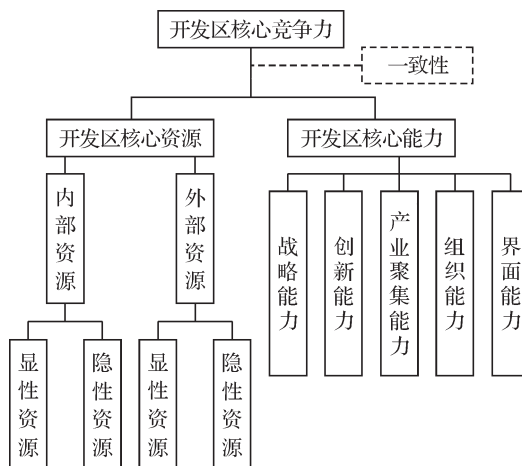 开发区核心竞争力
一致性
开发区核心资源
开发区核心能力
内部资源
外部资源
战略能力
创新能力
产业聚集能力
组织能力
界面能力
显性资源
隐性资源
显性资源
隐性资源